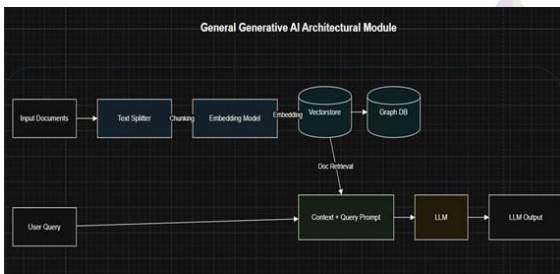 General Generative AI Architectural Module
Input Documents
Text Splitter
Chunking
Embedding Model
Embedding
Vectorstore
Graph DB
Doc Retrieval
User Query
Context + Query Prompt
LLM
LLM Output